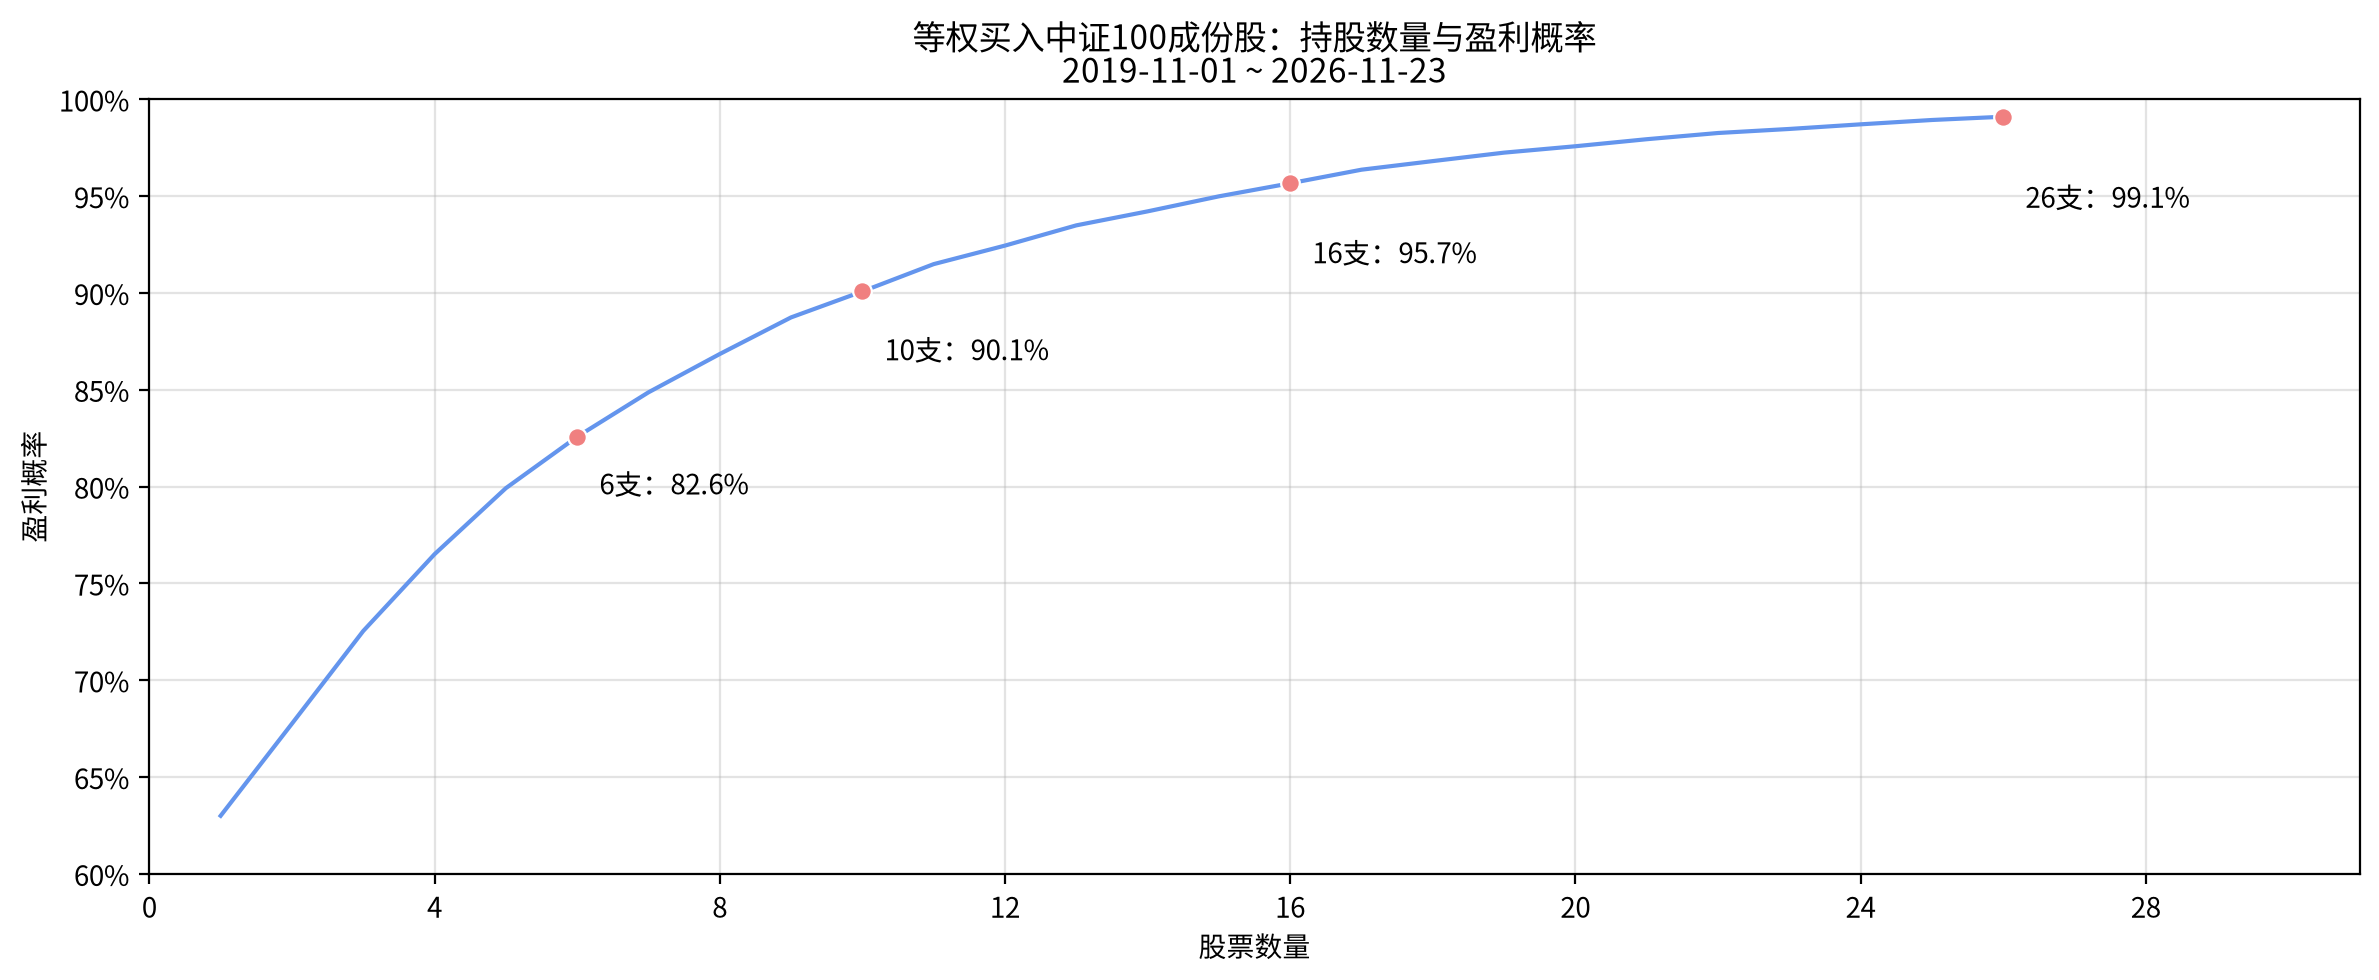 等权买入中证100成份股：持股数量与盈利概率
2019-11-01 ~ 2026-11-23
盈利概率
100%
95%
90%
85%
80%
75%
70%
65%
60%
26支：99.1%
16支：95.7%
10支：90.1%
6支：82.6%
0 4 8 12 16 20 24 28
股票数量